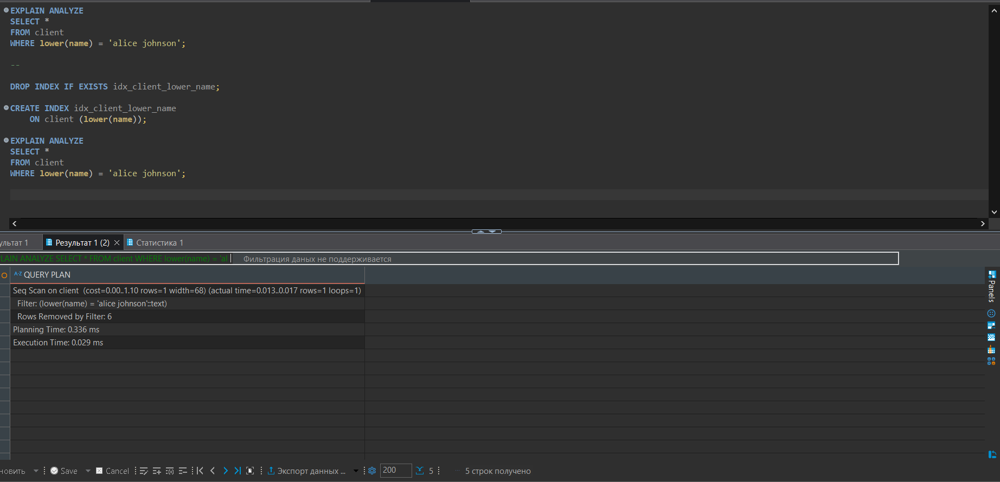 EXPLAIN ANALYZE
SELECT *
FROM client
WHERE lower(name) = 'alice johnson';
--
DROP INDEX IF EXISTS idx_client_lower_name;
CREATE INDEX idx_client_lower_name
ON client (lower(name));
EXPLAIN ANALYZE
SELECT *
FROM client
WHERE lower(name) = 'alice johnson';
ультат 1 Результат 1 (2) Статистика 1
LAIN ANALYZE SELECT * FROM client WHERE lower(name) = 'al Фильтрация даных не поддерживается
A-Z QUERY PLAN
Seq Scan on client (cost=0.00..1.10 rows=1 width=68) (actual time=0.013..0.017 rows=1 loops=1)
Filter: (lower(name) = 'alice johnson'::text)
Rows Removed by Filter: 6
Planning Time: 0.336 ms
Execution Time: 0.029 ms
Panels
новить Save Cancel Экспорт данных ... 200 5 5 строк получено